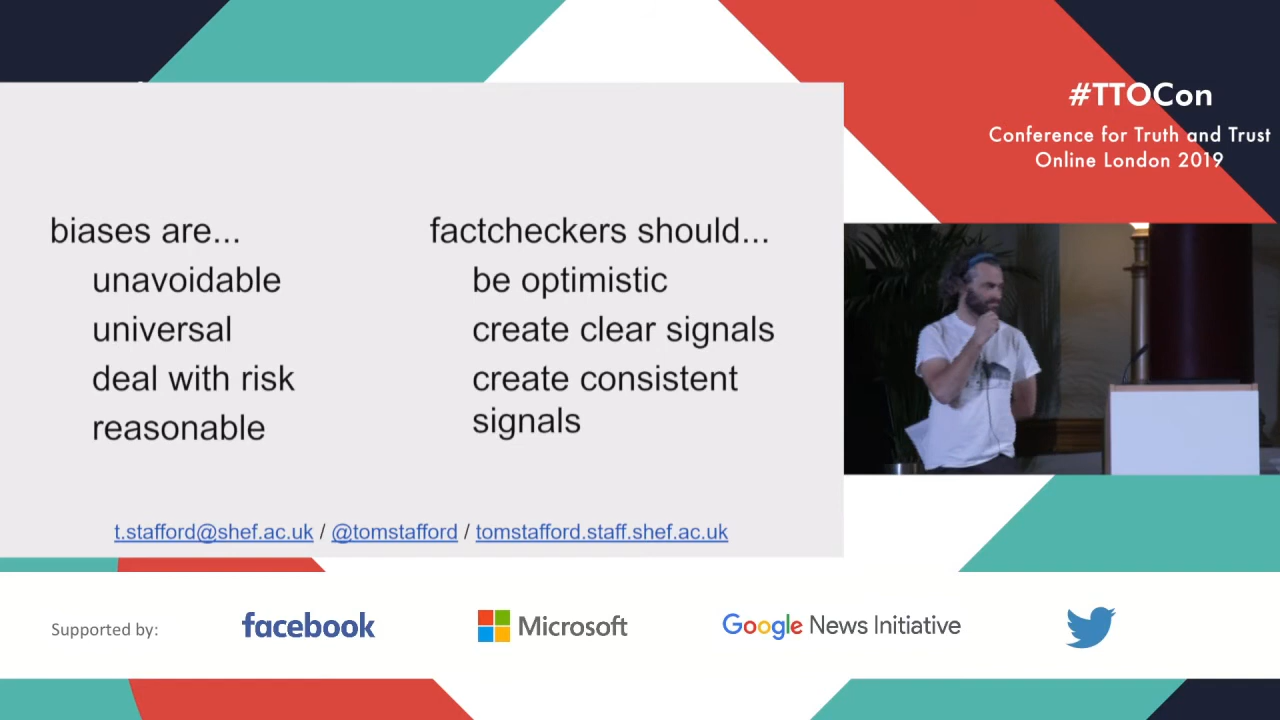 #TTOCon
Conference for Truth and Trust
Online London 2019
biases are...
unavoidable
universal
deal with risk
reasonable
factcheckers should...
be optimistic
create clear signals
create consistent
signals
t.stafford@shef.ac.uk / @tomstafford / tomstafford.staff.shef.ac.uk
Supported by:
facebook
Microsoft
Google News Initiative